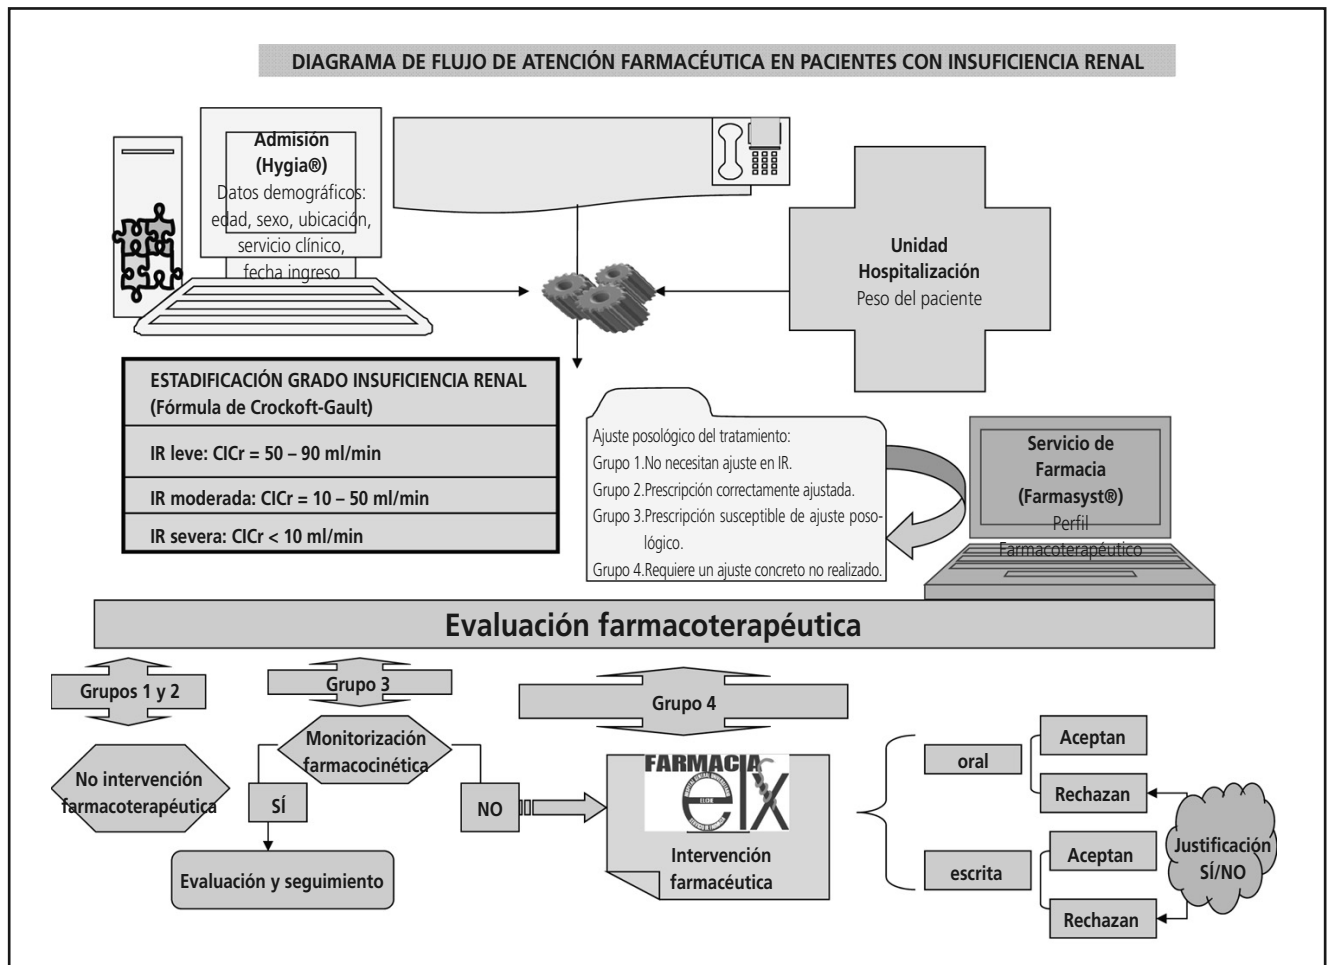 DIAGRAMA DE FLUJO DE ATENCIÓN FARMACÉUTICA EN PACIENTES CON INSUFICIENCIA RENAL
Admisión
(Hygia®)
Datos demográficos:
edad, sexo, ubicación,
servicio clínico,
fecha ingreso
Unidad
Hospitalización
Peso del paciente
ESTADIFICACIÓN GRADO INSUFICIENCIA RENAL
(Fórmula de Crockoft-Gault)
IR leve: ClCr = 50 – 90 ml/min
IR moderada: ClCr = 10 – 50 ml/min
IR severa: ClCr < 10 ml/min
Ajuste posológico del tratamiento:
Grupo 1.No necesitan ajuste en IR.
Grupo 2.Prescripción correctamente ajustada.
Grupo 3.Prescripción susceptible de ajuste poso-
lógico.
Grupo 4.Requiere un ajuste concreto no realizado.
Servicio de
Farmacia
(Farmasyst®)
Perfil
Farmacoterapéutico
Evaluación farmacoterapéutica
Grupos 1 y 2
Grupo 3
Grupo 4
No intervención
farmacoterapéutica
Monitorización
farmacocinética
SÍ
NO
Evaluación y seguimiento
FARMACIA
elx
Intervención
farmacéutica
oral
Aceptan
Rechazan
escrita
Aceptan
Rechazan
Justificación
SÍ/NO